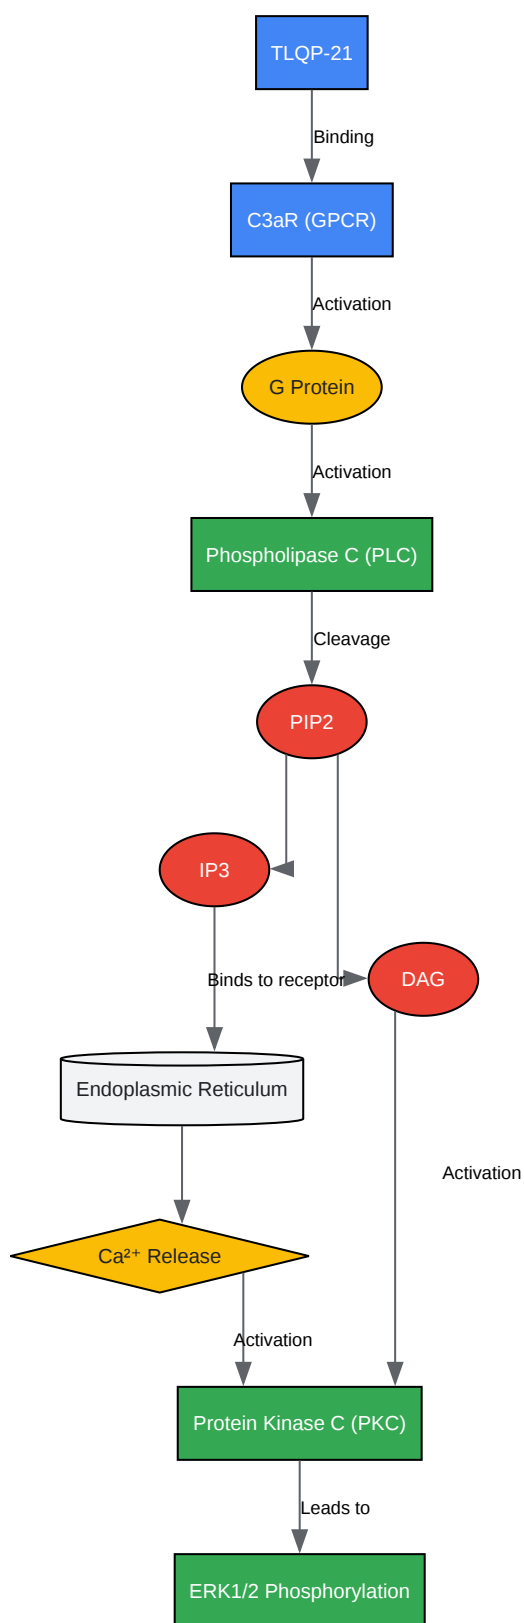 TLQP-21
Binding
C3aR (GPCR)
Activation
G Protein
Activation
Phospholipase C (PLC)
Cleavage
PIP2
IP3
Binds to receptor
DAG
Endoplasmic Reticulum
Activation
Ca²⁺ Release
Activation
Protein Kinase C (PKC)
Leads to
ERK1/2 Phosphorylation